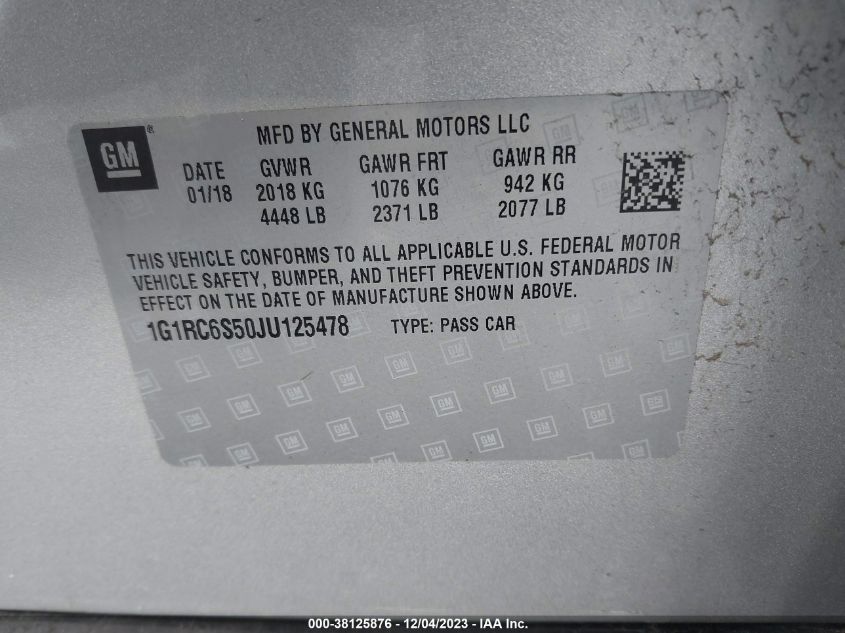 GM®
MFD BY GENERAL MOTORS LLC
DATE GVWR GAWR FRT GAWR RR
01/18 2018 KG 1076 KG 942 KG
4448 LB 2371 LB 2077 LB
THIS VEHICLE CONFORMS TO ALL APPLICABLE U.S. FEDERAL MOTOR
VEHICLE SAFETY, BUMPER, AND THEFT PREVENTION STANDARDS IN
EFFECT ON THE DATE OF MANUFACTURE SHOWN ABOVE.
1G1RC6S50JU125478 TYPE: PASS CAR
000-38125876 - 12/04/2023 - IAA Inc.